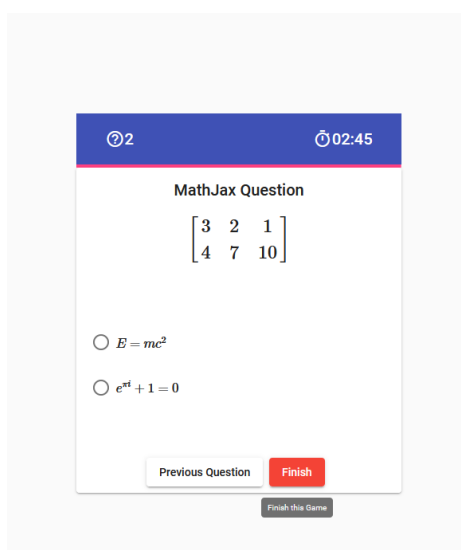 2 02:45
MathJax Question
3 2 1
4 7 10
E = mc²
e^{πi} + 1 = 0
Previous Question Finish
Finish this Game